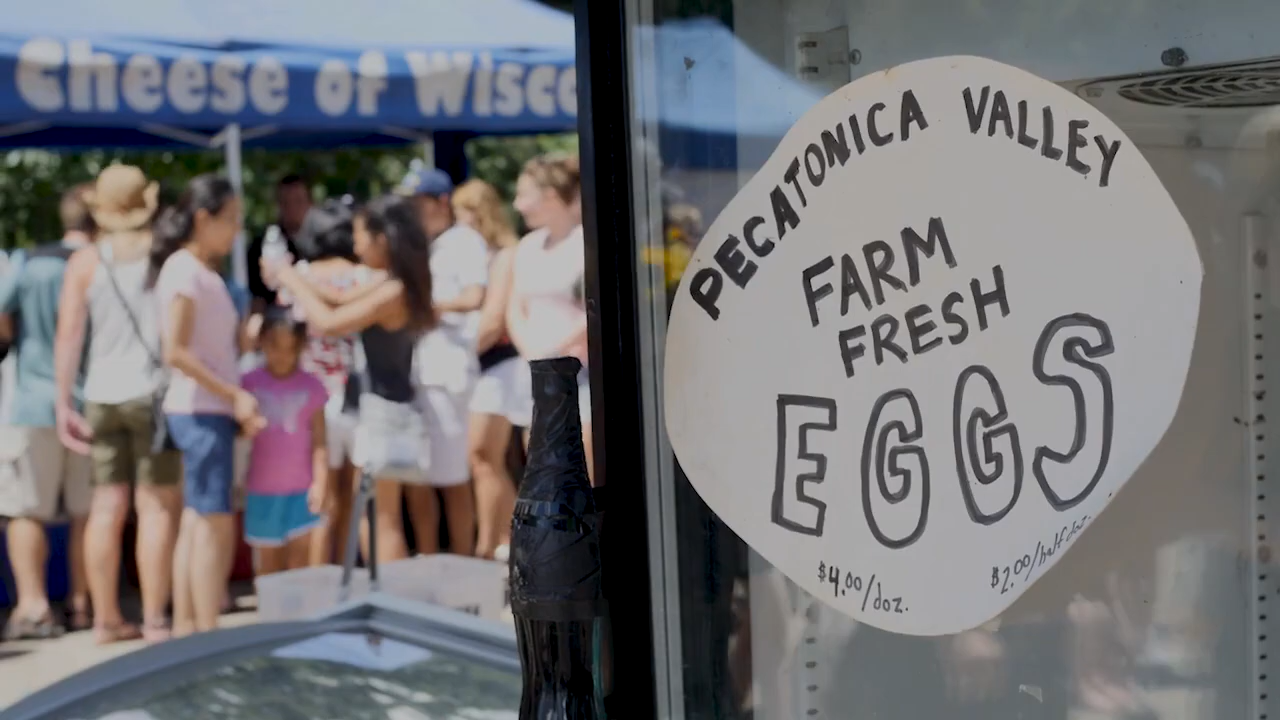 Cheese of Wisco
PECATONICA VALLEY
FARM
FRESH
EGGS
$4.00/doz.
$2.00/half doz.